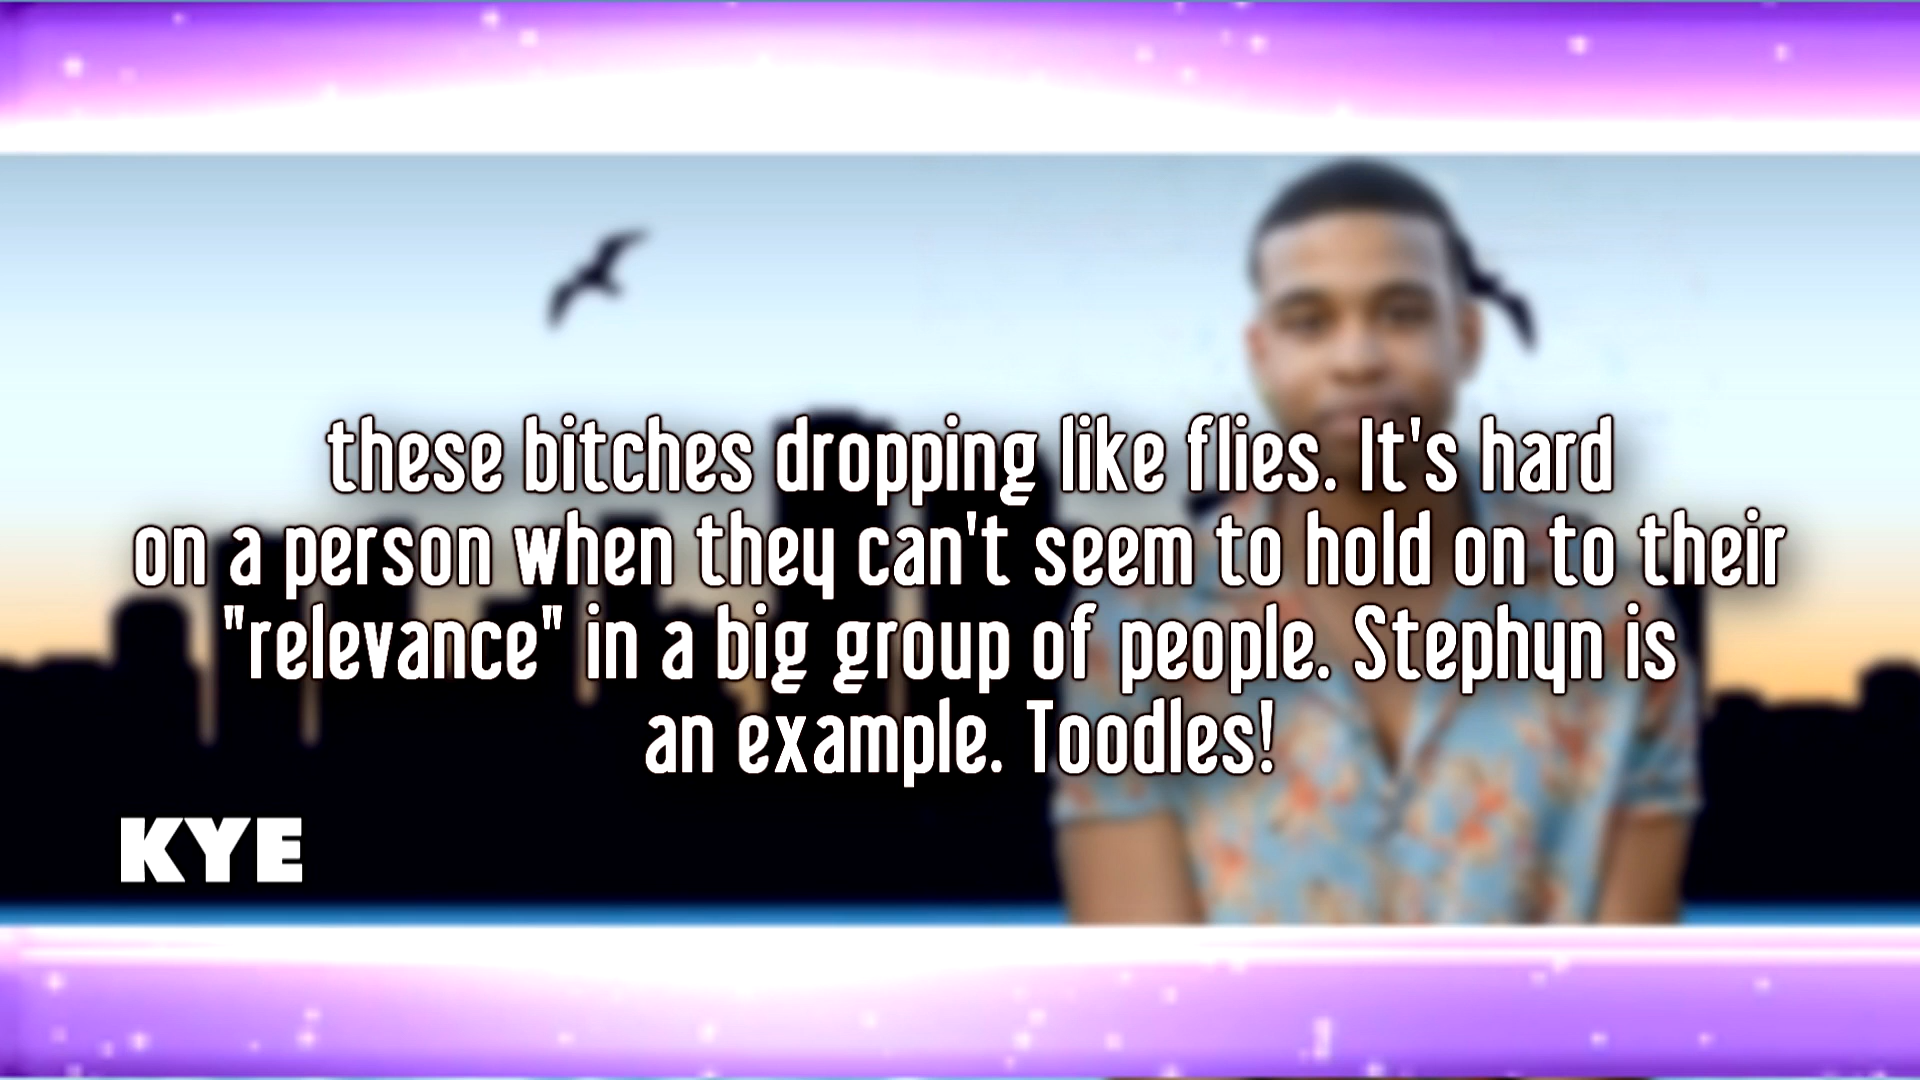 these bitches dropping like flies. It's hard
on a person when they can't seem to hold on to their
"relevance" in a big group of people. Stephyn is
an example. Toodles!
KYE